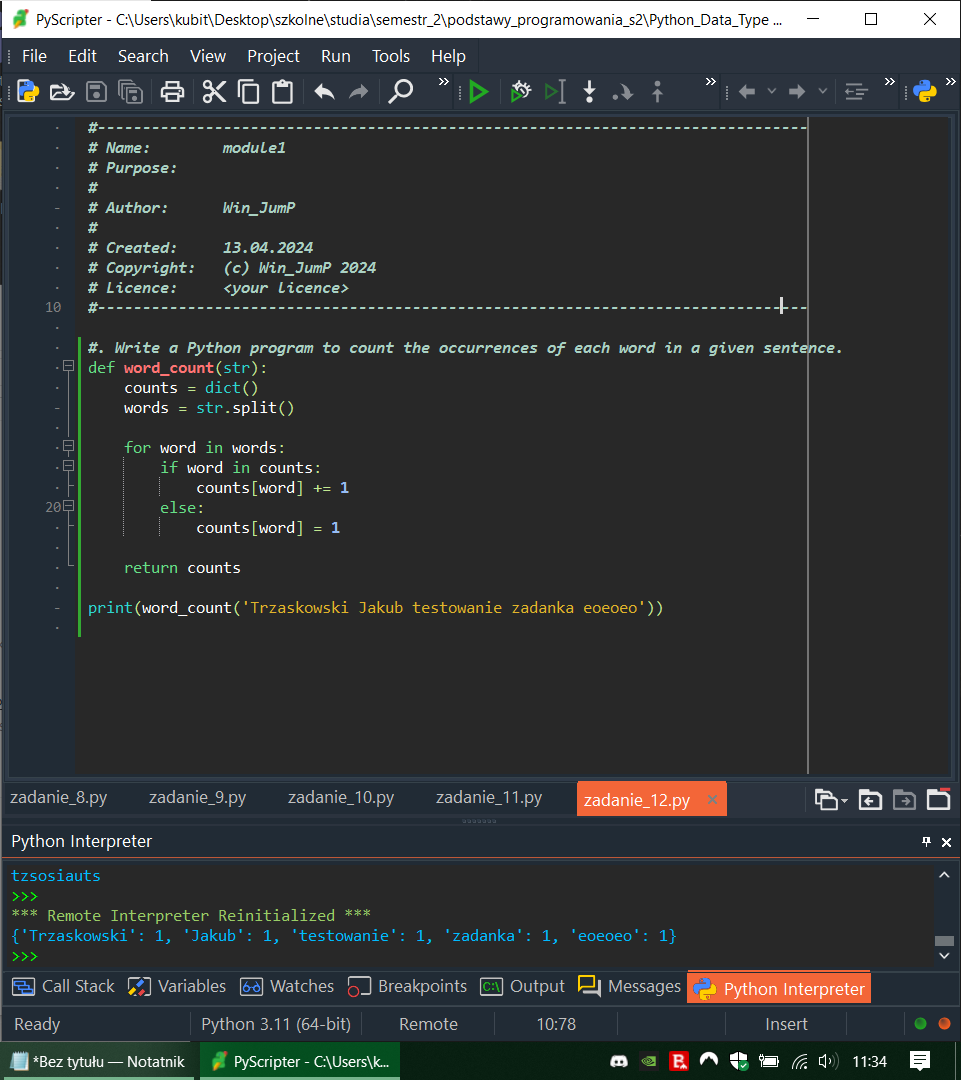 PyScripter - C:\Users\kubit\Desktop\szkolne\studia\semestr_2\podstawy_programowania_s2\Python_Data_Type ...
File Edit Search View Project Run Tools Help
#-------------------------------------------------------------------------------
# Name:        module1
# Purpose:
#
# Author:      Win_JumP
#
# Created:     13.04.2024
# Copyright:   (c) Win_JumP 2024
# Licence:     <your licence>
10 #-------------------------------------------------------------------------------
#. Write a Python program to count the occurrences of each word in a given sentence.
def word_count(str):
    counts = dict()
    words = str.split()
    for word in words:
        if word in counts:
            counts[word] += 1
20         else:
            counts[word] = 1
    return counts
print(word_count('Trzaskowski Jakub testowanie zadanka eoeoeo'))
zadanie_8.py zadanie_9.py zadanie_10.py zadanie_11.py zadanie_12.py
Python Interpreter
tzsosiauts
>>>
*** Remote Interpreter Reinitialized ***
{'Trzaskowski': 1, 'Jakub': 1, 'testowanie': 1, 'zadanka': 1, 'eoeoeo': 1}
>>>
Call Stack Variables Watches Breakpoints Output Messages Python Interpreter
Ready Python 3.11 (64-bit) Remote 10:78 Insert
*Bez tytułu — Notatnik PyScripter - C:\Users\k... 11:34